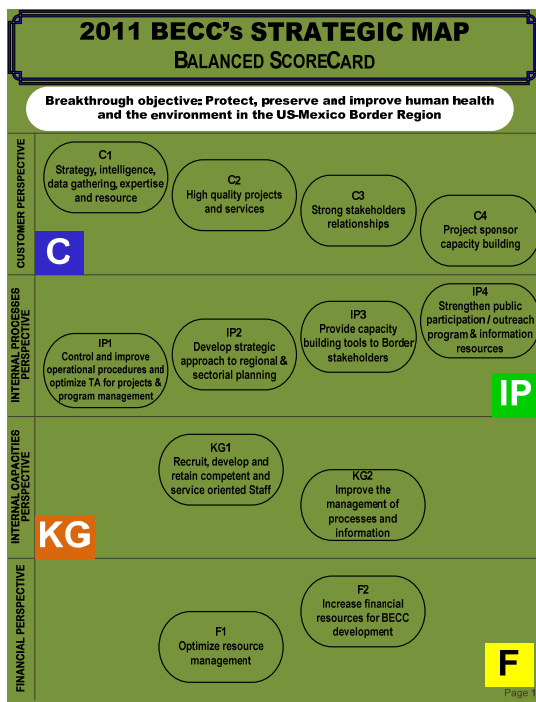 2011 BECC's STRATEGIC MAP
BALANCED SCORECARD
Breakthrough objective: Protect, preserve and improve human health
and the environment in the US-Mexico Border Region
CUSTOMER PERSPECTIVE
C1
Strategy, intelligence,
data gathering, expertise
and resource
C2
High quality projects
and services
C3
Strong stakeholders
relationships
C4
Project sponsor
capacity building
C
INTERNAL PROCESSES
PERSPECTIVE
IP1
Control and improve
operational procedures and
optimize TA for projects &
program management
IP2
Develop strategic
approach to regional &
sectorial planning
IP3
Provide capacity
building tools to Border
stakeholders
IP4
Strengthen public
participation / outreach
program & information
resources
IP
INTERNAL CAPACITIES
PERSPECTIVE
KG1
Recruit, develop and
retain competent and
service oriented Staff
KG2
Improve the
management of
processes and
information
KG
FINANCIAL PERSPECTIVE
F1
Optimize resource
management
F2
Increase financial
resources for BECC
development
F
Page 1